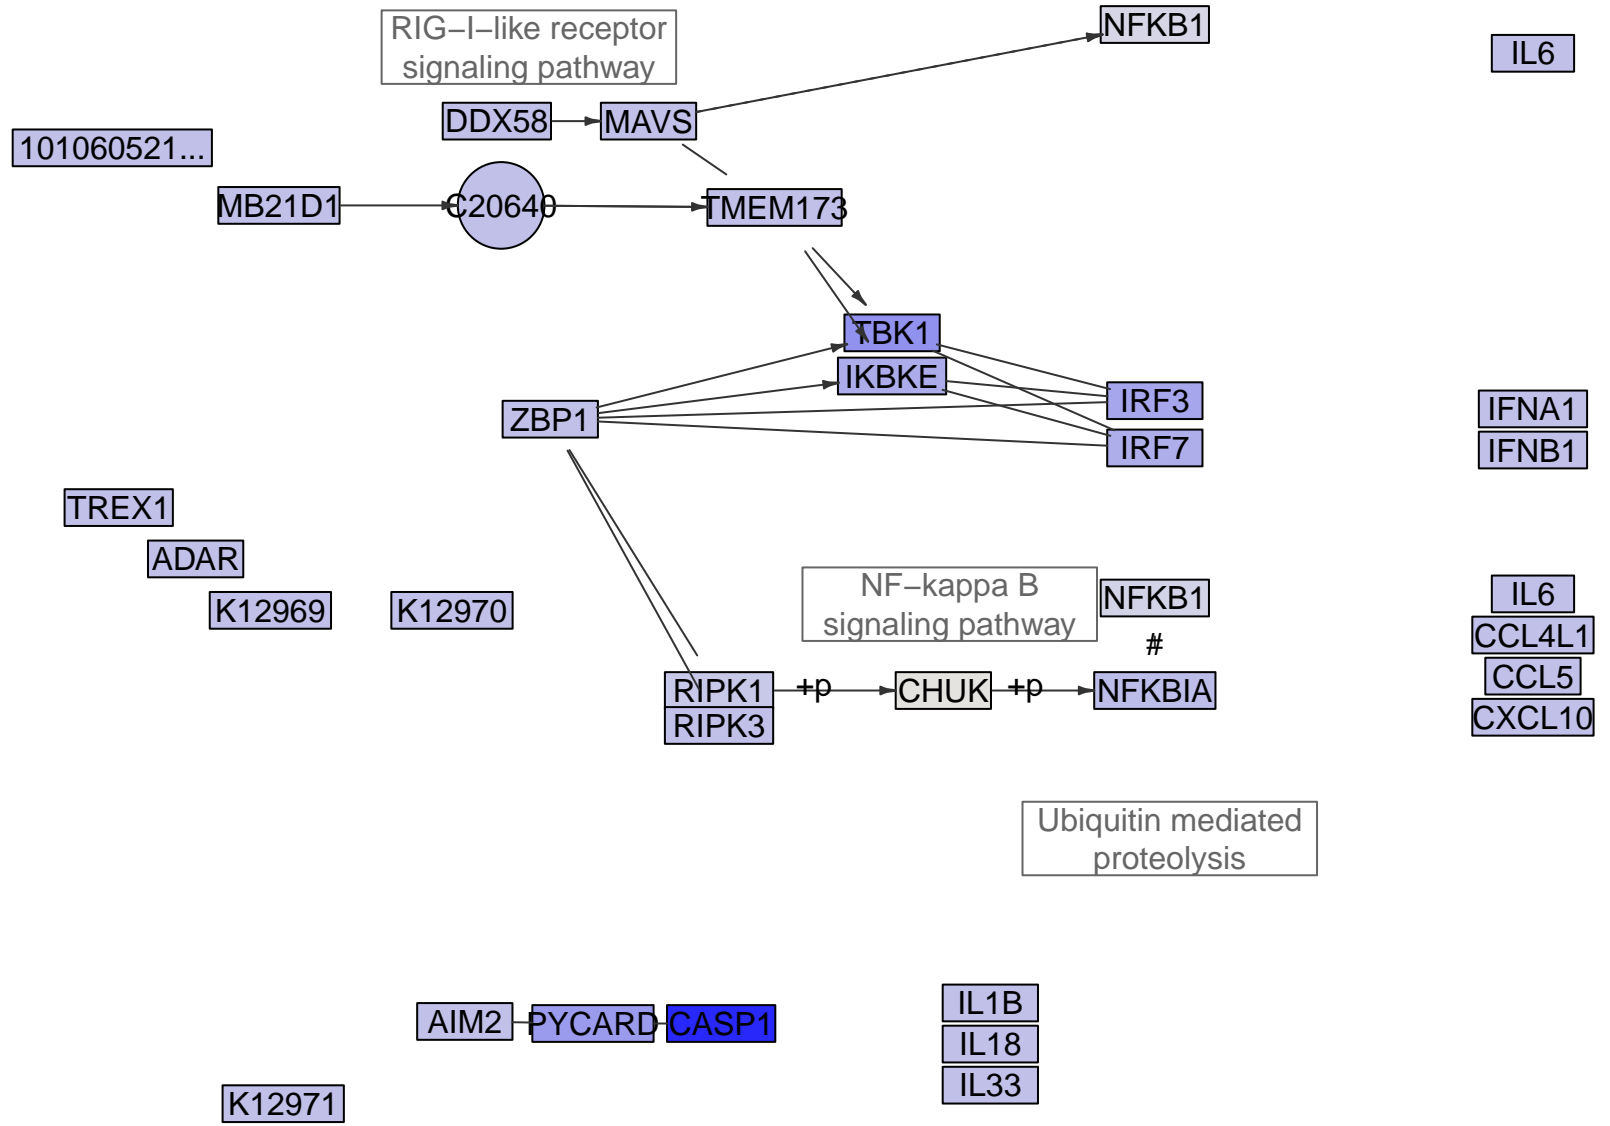 RIG−I−like receptor
signaling pathway
NFKB1
IL6
DDX58
MAVS
101060521...
MB21D1
C20640
TMEM173
TBK1
IKBKE
ZBP1
IRF3
IRF7
IFNA1
IFNB1
TREX1
ADAR
K12969
K12970
NF−kappa B
signaling pathway
NFKB1
#
IL6
CCL4L1
CCL5
CXCL10
RIPK1
+p
CHUK
+p
NFKBIA
RIPK3
Ubiquitin mediated
proteolysis
AIM2
PYCARD
CASP1
IL1B
IL18
IL33
K12971